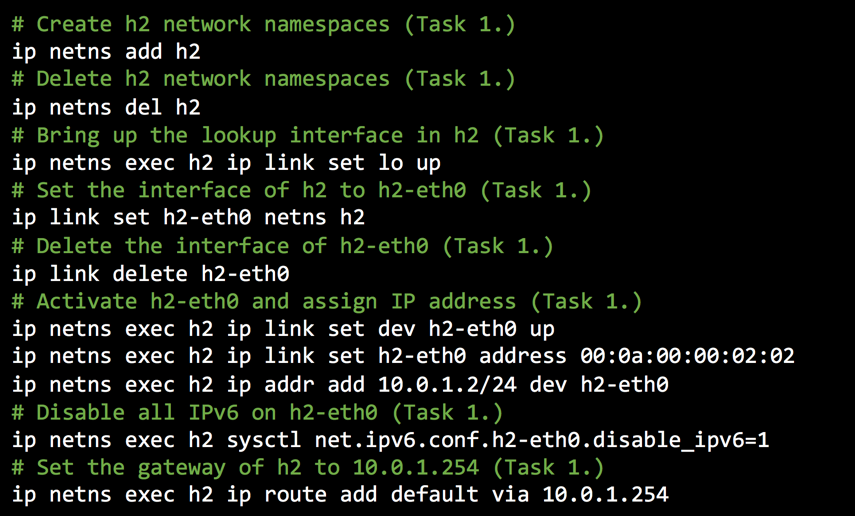 # Create h2 network namespaces (Task 1.)
ip netns add h2
# Delete h2 network namespaces (Task 1.)
ip netns del h2
# Bring up the lookup interface in h2 (Task 1.)
ip netns exec h2 ip link set lo up
# Set the interface of h2 to h2-eth0 (Task 1.)
ip link set h2-eth0 netns h2
# Delete the interface of h2-eth0 (Task 1.)
ip link delete h2-eth0
# Activate h2-eth0 and assign IP address (Task 1.)
ip netns exec h2 ip link set dev h2-eth0 up
ip netns exec h2 ip link set h2-eth0 address 00:0a:00:00:02:02
ip netns exec h2 ip addr add 10.0.1.2/24 dev h2-eth0
# Disable all IPv6 on h2-eth0 (Task 1.)
ip netns exec h2 sysctl net.ipv6.conf.h2-eth0.disable_ipv6=1
# Set the gateway of h2 to 10.0.1.254 (Task 1.)
ip netns exec h2 ip route add default via 10.0.1.254